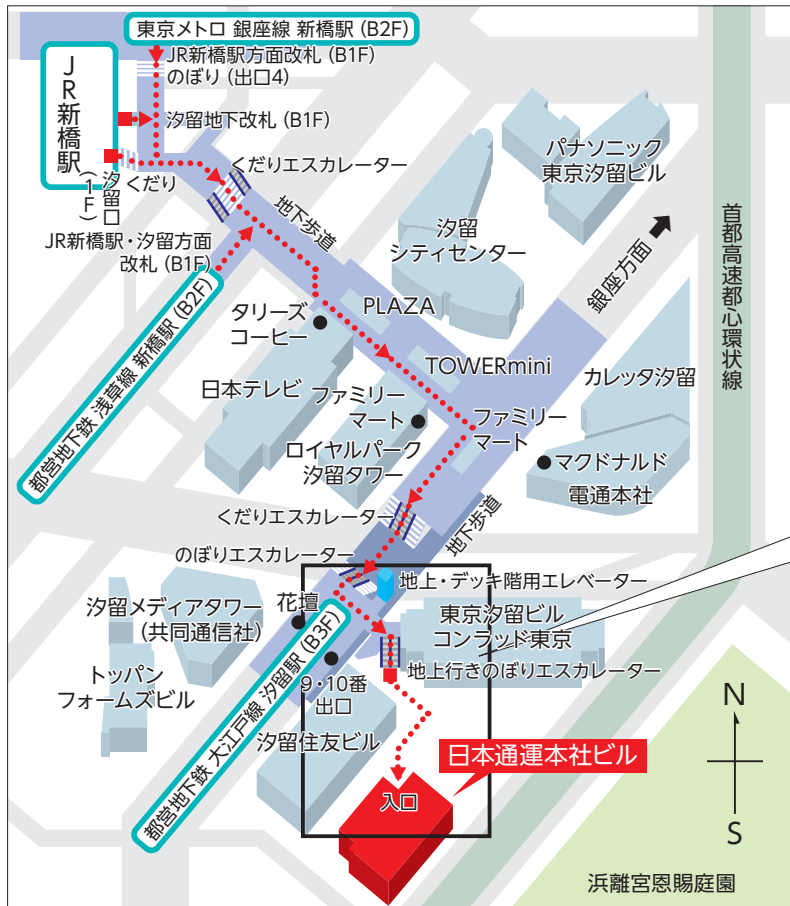 東京メトロ 銀座線 新橋駅 (B2F)
JR新橋駅方面改札 (B1F)
のぼり (出口4)
JR新橋駅
汐留地下改札 (B1F)
汐留口
(1F)
くだり
くだりエスカレーター
JR新橋駅・汐留方面
改札 (B1F)
地下歩道
都営地下鉄 浅草線 新橋駅 (B2F)
パナソニック
東京汐留ビル
汐留
シティセンター
銀座方面
首都高速都心環状線
PLAZA
タリーズ
コーヒー
TOWERmini
日本テレビ
カレッタ汐留
ファミリー
マート
ファミリー
マート
ロイヤルパーク
汐留タワー
マクドナルド
電通本社
くだりエスカレーター
地下歩道
のぼりエスカレーター
地上・デッキ階用エレベーター
汐留メディアタワー
(共同通信社)
花壇
東京汐留ビル
コンラッド東京
トッパン
フォームズビル
地上行きのぼりエスカレーター
9・10番
出口
都営地下鉄 大江戸線 汐留駅 (B3F)
汐留住友ビル
日本通運本社ビル
入口
N
S
浜離宮恩賜庭園